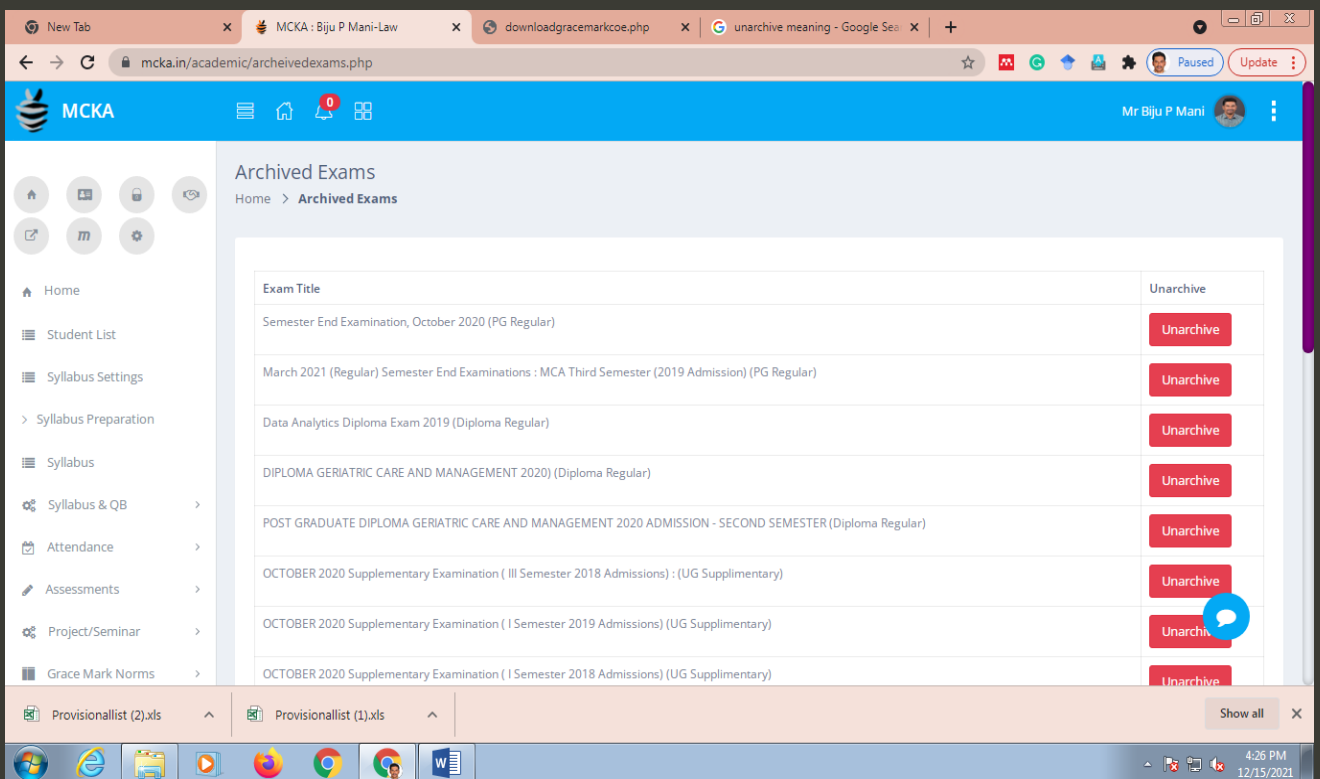 New Tab
MCKA : Biju P Mani-Law
downloadgracemarkcoe.php
unarchive meaning - Google Sea
mcka.in/academic/archeivedexams.php
Paused
Update
MCKA
0
Mr Biju P Mani
Archived Exams
Home > Archived Exams
m
Home
Student List
Syllabus Settings
> Syllabus Preparation
Syllabus
Syllabus & QB >
Attendance >
Assessments >
Project/Seminar >
Grace Mark Norms >
Exam Title Unarchive
Semester End Examination, October 2020 (PG Regular) Unarchive
March 2021 (Regular) Semester End Examinations : MCA Third Semester (2019 Admission) (PG Regular) Unarchive
Data Analytics Diploma Exam 2019 (Diploma Regular) Unarchive
DIPLOMA GERIATRIC CARE AND MANAGEMENT 2020) (Diploma Regular) Unarchive
POST GRADUATE DIPLOMA GERIATRIC CARE AND MANAGEMENT 2020 ADMISSION - SECOND SEMESTER (Diploma Regular) Unarchive
OCTOBER 2020 Supplementary Examination ( III Semester 2018 Admissions) : (UG Supplimentary) Unarchive
OCTOBER 2020 Supplementary Examination ( I Semester 2019 Admissions) (UG Supplimentary) Unarchiv
OCTOBER 2020 Supplementary Examination ( I Semester 2018 Admissions) (UG Supplimentary) Unarchive
Provisionallist (2).xls
Provisionallist (1).xls
Show all
4:26 PM
12/15/2021